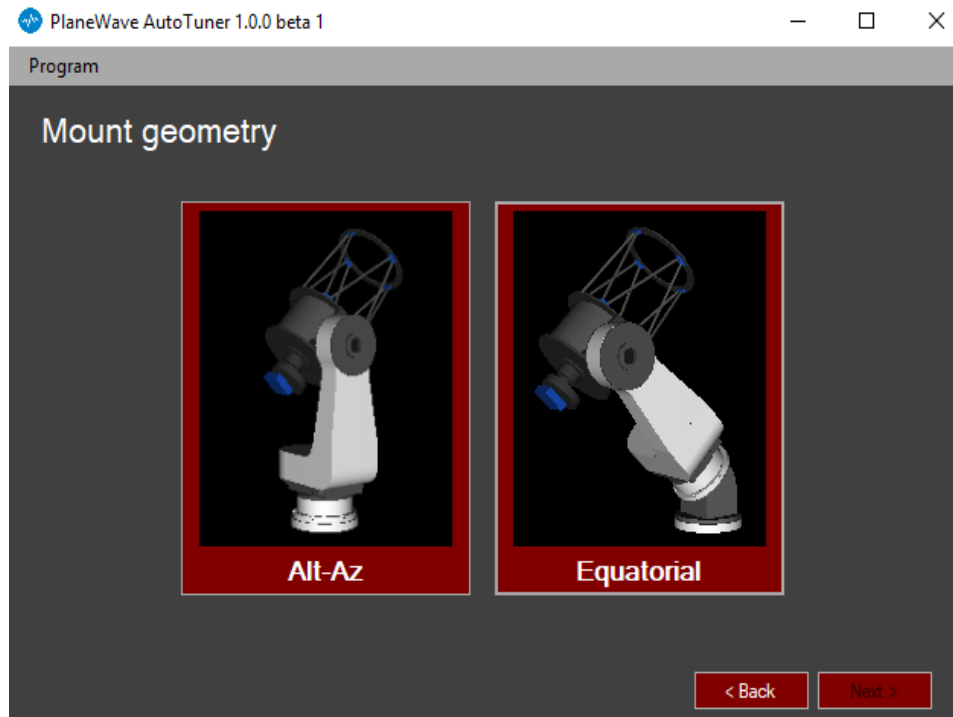 PlaneWave AutoTuner 1.0.0 beta 1
Program
Mount geometry
Alt-Az
Equatorial
< Back
Next >